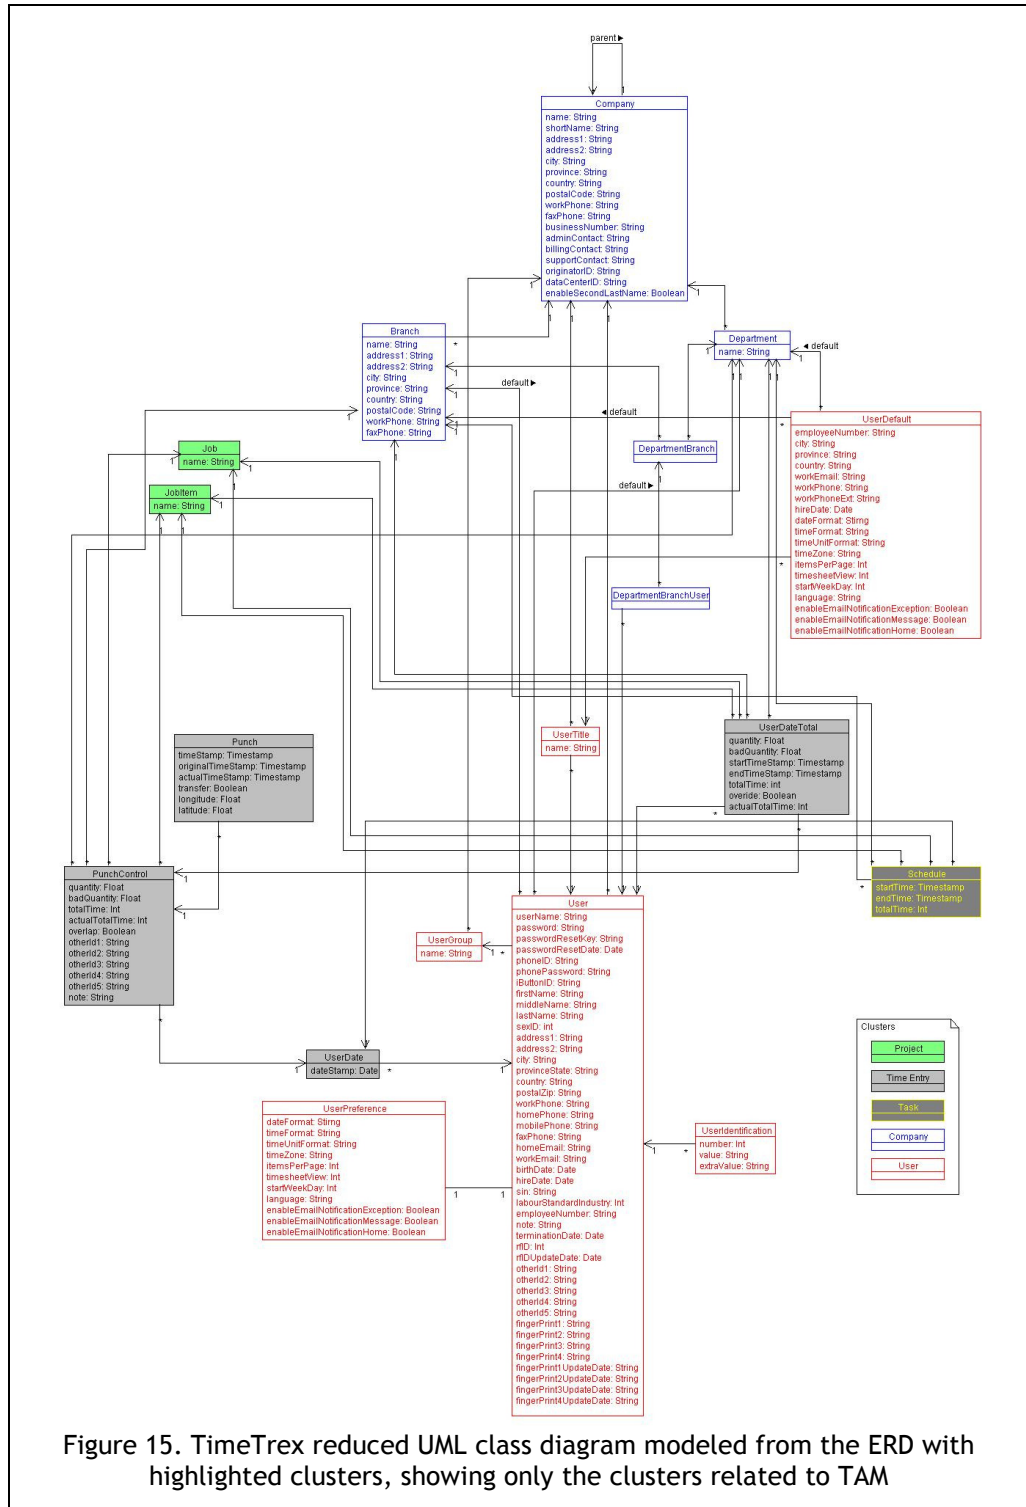 parent ▶
1
Company
name: String
shortName: String
address1: String
address2: String
city: String
province: String
country: String
postalCode: String
workPhone: String
faxPhone: String
businessNumber: String
adminContact: String
billingContact: String
supportContact: String
originatorID: String
dataCenterID: String
enableSecondLastName: Boolean
Branch
name: String
address1: String
address2: String
city: String
province: String
country: String
postalCode: String
workPhone: String
faxPhone: String
Department
name: String
◀ default
default ▶
◀ default
default ▶
UserDefault
employeeNumber: String
city: String
province: String
country: String
workEmail: String
workPhone: String
workPhoneExt: String
hireDate: Date
dateFormat: Stirng
timeFormat: String
timeUnitFormat: String
timeZone: String
itemsPerPage: Int
timesheetView: Int
startWeekDay: Int
language: String
enableEmailNotificationException: Boolean
enableEmailNotificationMessage: Boolean
enableEmailNotificationHome: Boolean
Job
name: String
JobItem
name: String
DepartmentBranch
DepartmentBranchUser
UserTitle
name: String
Punch
timeStamp: Timestamp
originalTimeStamp: Timestamp
actualTimeStamp: Timestamp
transfer: Boolean
longitude: Float
latitude: Float
UserDateTotal
quantity: Float
badQuantity: Float
startTimeStamp: Timestamp
endTimeStamp: Timestamp
totalTime: int
overide: Boolean
actualTotalTime: Int
PunchControl
quantity: Float
badQuantity: Float
totalTime: Int
actualTotalTime: Int
overlap: Boolean
otherId1: String
otherId2: String
otherId3: String
otherId4: String
otherId5: String
note: String
Schedule
startTime: Timestamp
endTime: Timestamp
totalTime: Int
UserGroup
name: String
User
userName: String
password: String
passwordResetKey: String
passwordResetDate: Date
phoneID: String
phonePassword: String
iButtonID: String
firstName: String
middleName: String
lastName: String
sexID: int
address1: String
address2: String
city: String
provinceState: String
country: String
postalZip: String
workPhone: String
homePhone: String
mobilePhone: String
faxPhone: String
homeEmail: String
workEmail: String
birthDate: Date
hireDate: Date
sin: String
labourStandardIndustry: Int
employeeNumber: String
note: String
terminationDate: Date
rfID: Int
rfIDUpdateDate: Date
otherId1: String
otherId2: String
otherId3: String
otherId4: String
otherId5: String
fingerPrint1: String
fingerPrint2: String
fingerPrint3: String
fingerPrint4: String
fingerPrint1UpdateDate: String
fingerPrint2UpdateDate: String
fingerPrint3UpdateDate: String
fingerPrint4UpdateDate: String
UserDate
dateStamp: Date
UserPreference
dateFormat: Stirng
timeFormat: String
timeUnitFormat: String
timeZone: String
itemsPerPage: Int
timesheetView: Int
startWeekDay: Int
language: String
enableEmailNotificationException: Boolean
enableEmailNotificationMessage: Boolean
enableEmailNotificationHome: Boolean
1 1
UserIdentification
number: Int
value: String
extraValue: String
Clusters
Project
Time Entry
Task
Company
User
Figure 15. TimeTrex reduced UML class diagram modeled from the ERD with
highlighted clusters, showing only the clusters related to TAM